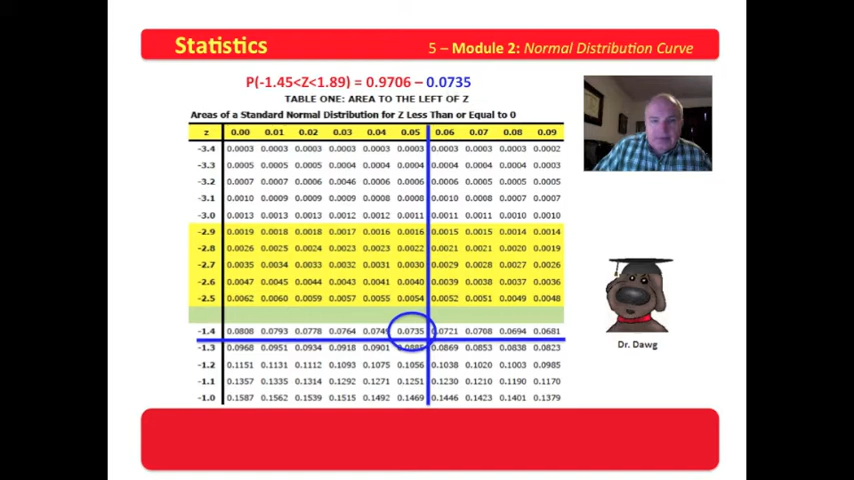 Statistics
5 – Module 2: Normal Distribution Curve
P(-1.45<Z<1.89) = 0.9706 – 0.0735
TABLE ONE: AREA TO THE LEFT OF Z
Areas of a Standard Normal Distribution for Z Less Than or Equal to 0
z 0.00 0.01 0.02 0.03 0.04 0.05 0.06 0.07 0.08 0.09
-3.4 0.0003 0.0003 0.0003 0.0003 0.0003 0.0003 0.0003 0.0003 0.0003 0.0002
-3.3 0.0005 0.0005 0.0005 0.0004 0.0004 0.0004 0.0004 0.0004 0.0004 0.0003
-3.2 0.0007 0.0007 0.0006 0.0046 0.0006 0.0006 0.0006 0.0005 0.0005 0.0005
-3.1 0.0010 0.0009 0.0009 0.0009 0.0008 0.0008 0.0010 0.0008 0.0007 0.0007
-3.0 0.0013 0.0013 0.0013 0.0012 0.0012 0.0011 0.0011 0.0011 0.0010 0.0010
-2.9 0.0019 0.0018 0.0018 0.0017 0.0016 0.0016 0.0015 0.0015 0.0014 0.0014
-2.8 0.0026 0.0025 0.0024 0.0023 0.0023 0.0022 0.0021 0.0021 0.0020 0.0019
-2.7 0.0035 0.0034 0.0033 0.0032 0.0031 0.0030 0.0029 0.0028 0.0027 0.0026
-2.6 0.0047 0.0045 0.0044 0.0043 0.0041 0.0040 0.0039 0.0038 0.0037 0.0036
-2.5 0.0062 0.0060 0.0059 0.0057 0.0055 0.0054 0.0052 0.0051 0.0049 0.0048
-1.4 0.0808 0.0793 0.0778 0.0764 0.0749 0.0735 0.0721 0.0708 0.0694 0.0681
-1.3 0.0968 0.0951 0.0934 0.0918 0.0901 0.0885 0.0869 0.0853 0.0838 0.0823
-1.2 0.1151 0.1131 0.1112 0.1093 0.1075 0.1056 0.1038 0.1020 0.1003 0.0985
-1.1 0.1357 0.1335 0.1314 0.1292 0.1271 0.1251 0.1230 0.1210 0.1190 0.1170
-1.0 0.1587 0.1562 0.1539 0.1515 0.1492 0.1469 0.1446 0.1423 0.1401 0.1379
Dr. Dawg